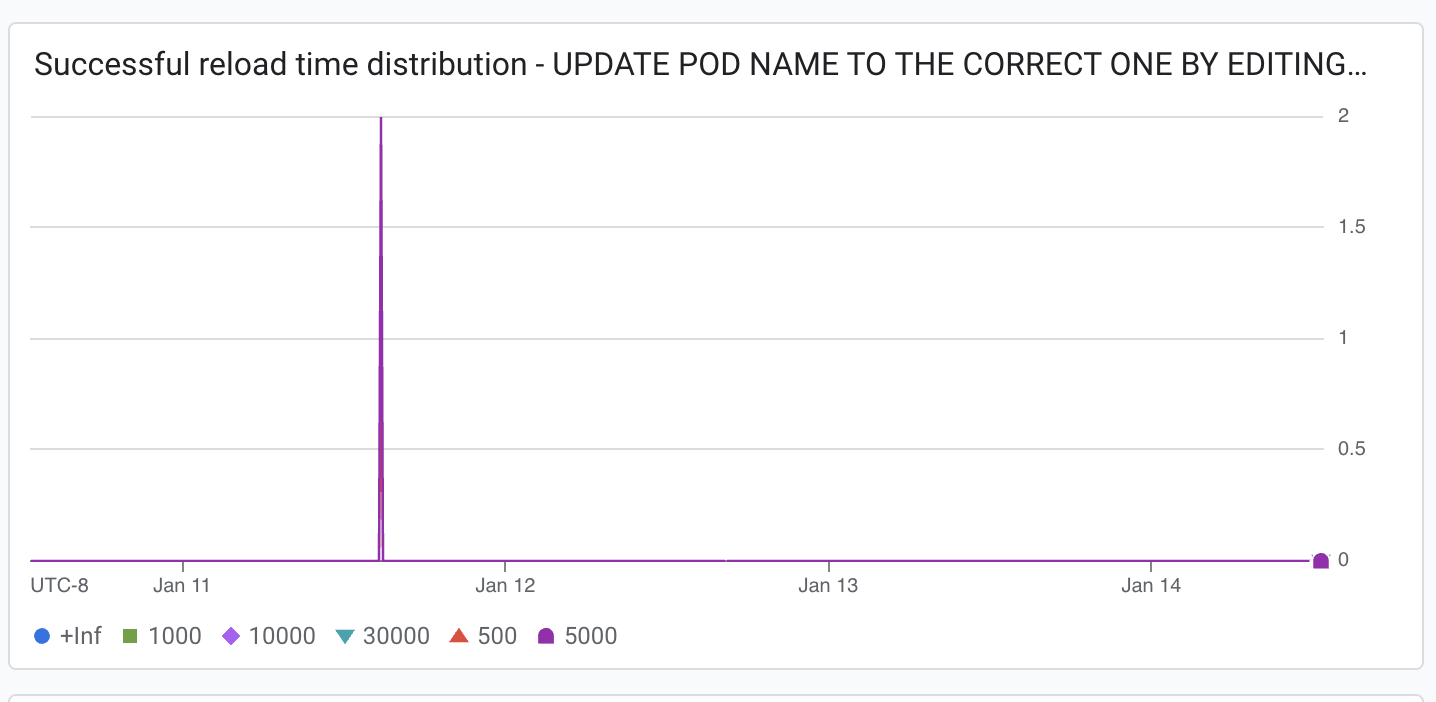 Successful reload time distribution - UPDATE POD NAME TO THE CORRECT ONE BY EDITING...
2
1.5
1
0.5
0
UTC-8 Jan 11 Jan 12 Jan 13 Jan 14
+Inf 1000 10000 30000 500 5000